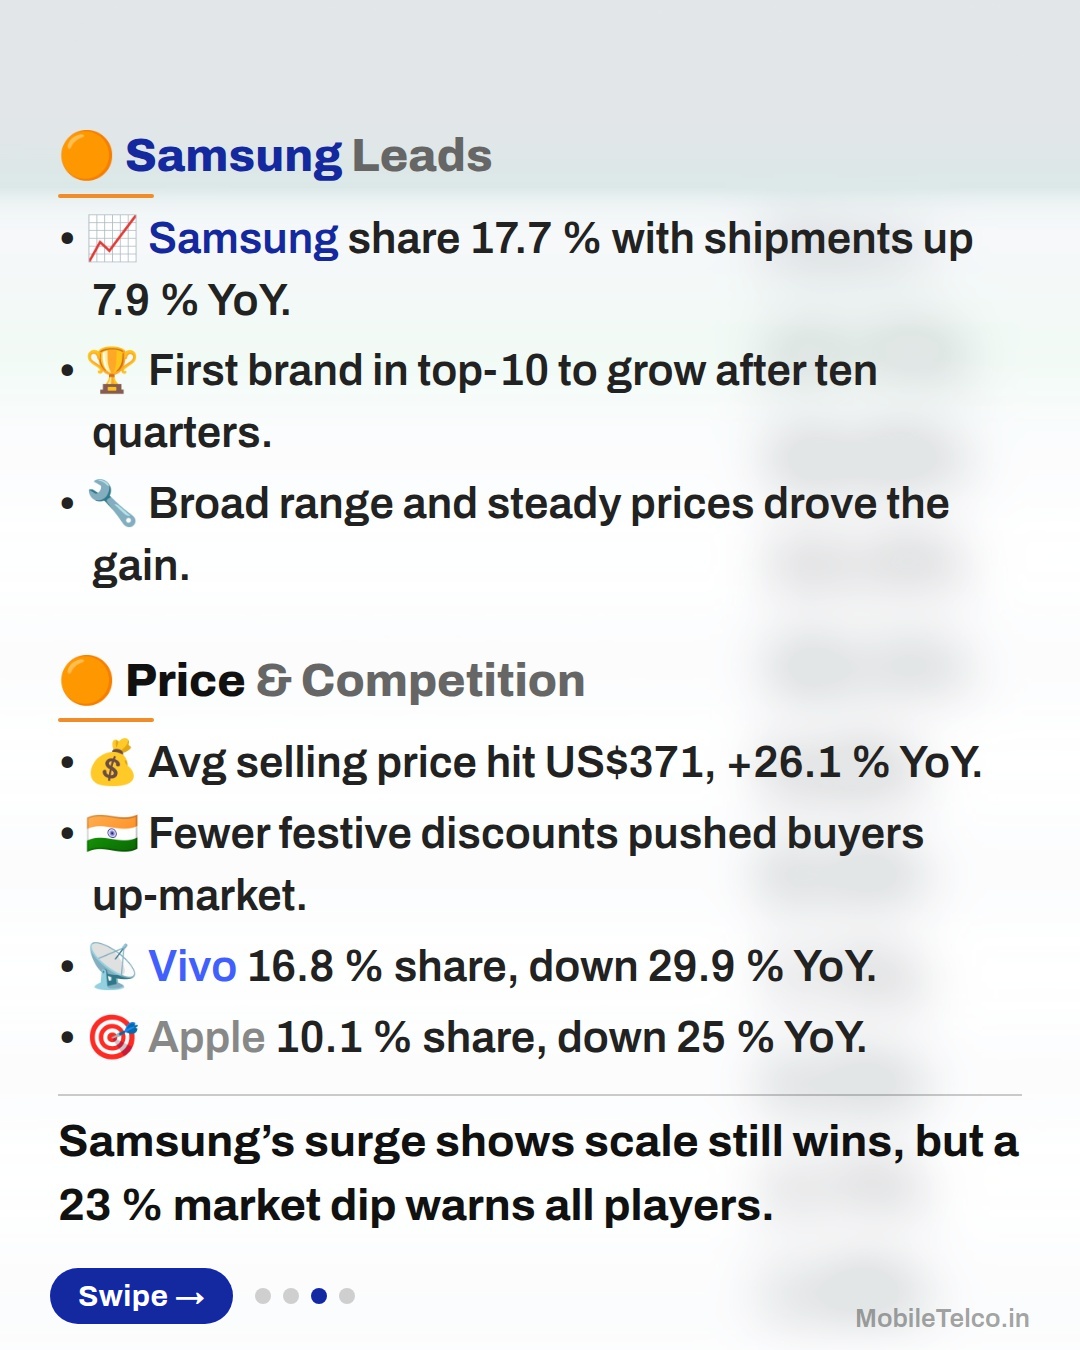 🟠 Samsung Leads
• 📈 Samsung share 17.7 % with shipments up
7.9 % YoY.
• 🏆 First brand in top-10 to grow after ten
quarters.
• 🔧 Broad range and steady prices drove the
gain.
🟠 Price & Competition
• 💰 Avg selling price hit US$371, +26.1 % YoY.
• 🇮🇳 Fewer festive discounts pushed buyers
up-market.
• 📡 Vivo 16.8 % share, down 29.9 % YoY.
• 🎯 Apple 10.1 % share, down 25 % YoY.
Samsung’s surge shows scale still wins, but a
23 % market dip warns all players.
Swipe →
MobileTelco.in